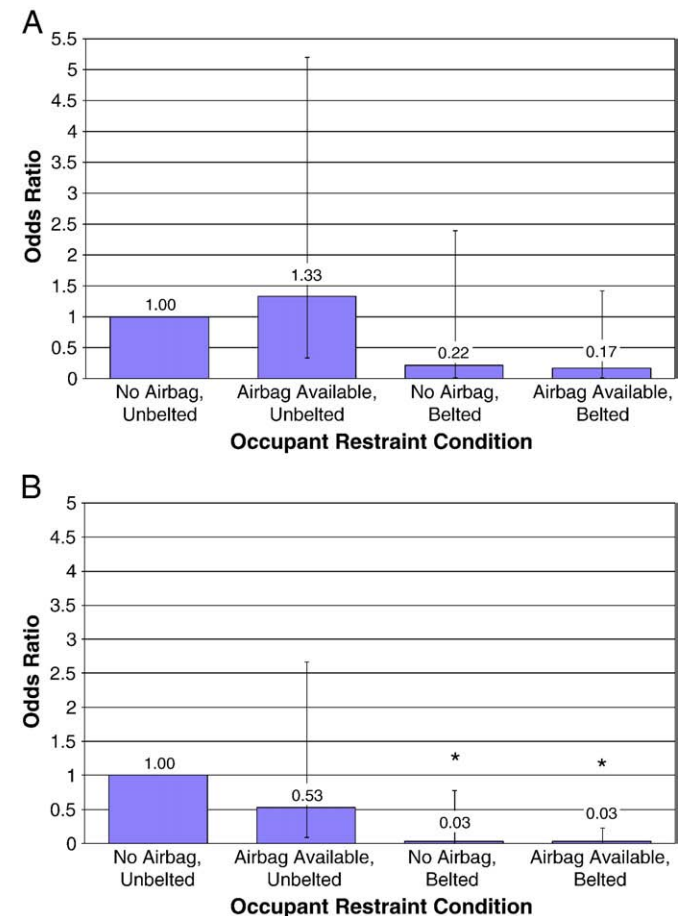 A
5.5
5
4.5
4
3.5
3
2.5
2
1.5
1
0.5
0
Odds Ratio
1.00
1.33
0.22
0.17
No Airbag,
Unbelted
Airbag Available,
Unbelted
No Airbag,
Belted
Airbag Available,
Belted
Occupant Restraint Condition
B
5
4.5
4
3.5
3
2.5
2
1.5
1
0.5
0
Odds Ratio
1.00
0.53
*
0.03
*
0.03
No Airbag,
Unbelted
Airbag Available,
Unbelted
No Airbag,
Belted
Airbag Available,
Belted
Occupant Restraint Condition